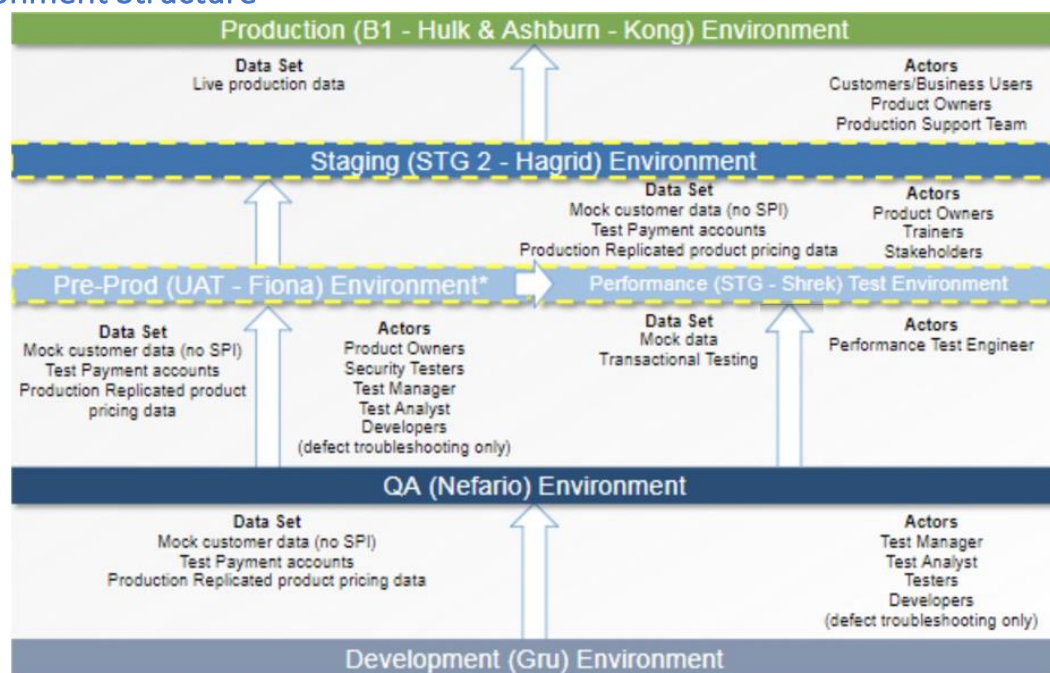 Production (B1 - Hulk & Ashburn - Kong) Environment
Data Set
Live production data
Actors
Customers/Business Users
Product Owners
Production Support Team
Staging (STG 2 - Hagrid) Environment
Data Set
Mock customer data (no SPI)
Test Payment accounts
Production Replicated product pricing data
Actors
Product Owners
Trainers
Stakeholders
Pre-Prod (UAT - Fiona) Environment*
Performance (STG - Shrek) Test Environment
Data Set
Mock customer data (no SPI)
Test Payment accounts
Production Replicated product
pricing data
Actors
Product Owners
Security Testers
Test Manager
Test Analyst
Developers
(defect troubleshooting only)
Data Set
Mock data
Transactional Testing
Actors
Performance Test Engineer
QA (Nefario) Environment
Data Set
Mock customer data (no SPI)
Test Payment accounts
Production Replicated product pricing data
Actors
Test Manager
Test Analyst
Testers
Developers
(defect troubleshooting only)
Development (Gru) Environment